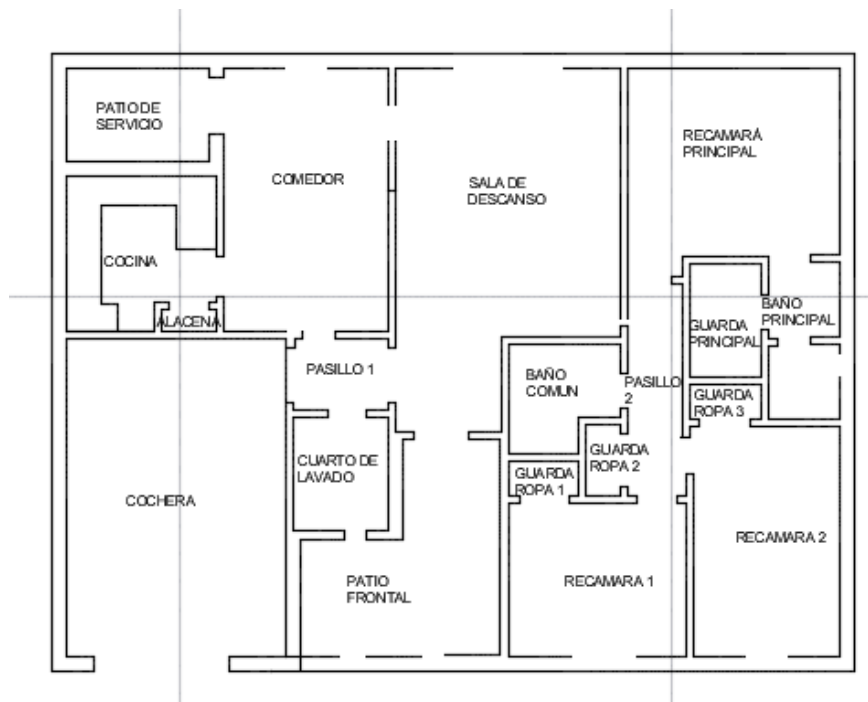 PATIO DE
SERVICIO
COMEDOR
SALA DE
DESCANSO
RECAMARÁ
PRINCIPAL
COCINA
ALACENA
PASILLO 1
BAÑO
COMUN
PASILLO
2
GUARDA
PRINCIPAL
BAÑO
PRINCIPAL
GUARDA
ROPA 3
GUARDA
ROPA 2
GUARDA
ROPA 1
CUARTO DE
LAVADO
COCHERA
PATIO
FRONTAL
RECAMARA 1
RECAMARA 2